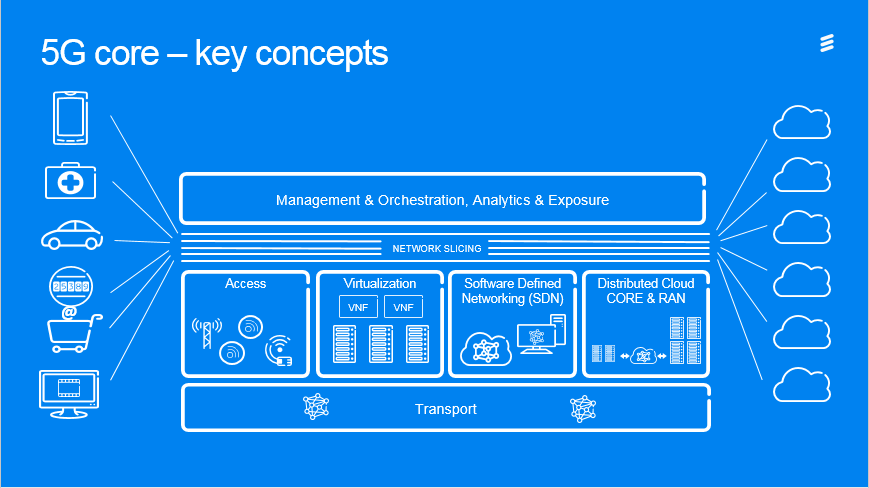 5G core – key concepts
Management & Orchestration, Analytics & Exposure
NETWORK SLICING
Access
Virtualization
VNF
VNF
Software Defined
Networking (SDN)
Distributed Cloud
CORE & RAN
25389
@
Transport